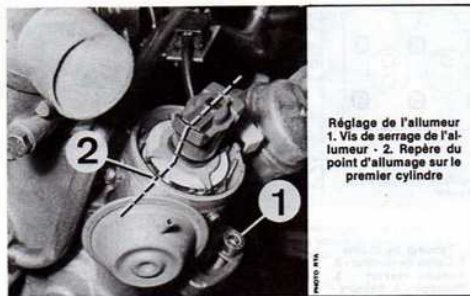 2
1
Réglage de l'allumeur
1. Vis de serrage de l'al-
lumeur - 2. Repère du
point d'allumage sur le
premier cylindre
PHOTO RTA